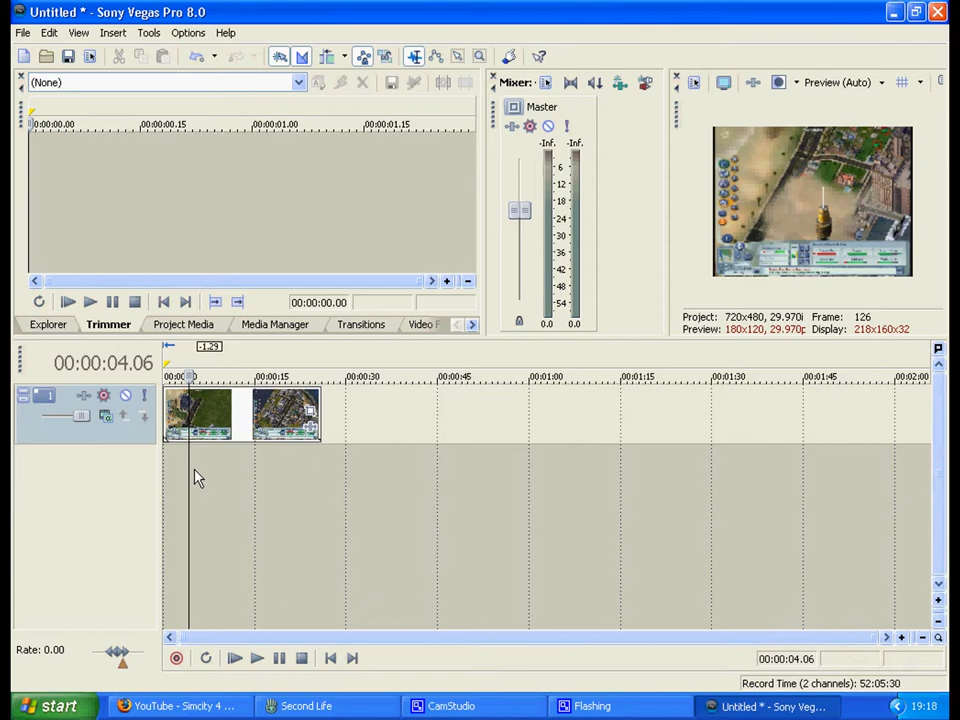 Untitled * - Sony Vegas Pro 8.0
File Edit View Insert Tools Options Help
(None) Mixer: Preview (Auto)
Master
00:00:00.00 00:00:00.15 00:00:01.00 00:00:01.15
-Inf. -Inf.
6
12
18
24
30
36
42
48
54
0.0 0.0
00:00:00.00
Explorer Trimmer Project Media Media Manager Transitions Video F
Project: 720x480, 29.970i Frame: 126
Preview: 180x120, 29.970p Display: 218x160x32
-1.29
00:00:04.06
00:00:15 00:00:30 00:00:45 00:01:00 00:01:15 00:01:30 00:01:45 00:02:00
1
Rate: 0.00
00:00:04.06
Record Time (2 channels): 52:05:30
start YouTube - Simcity 4 ... Second Life CamStudio Flashing Untitled * - Sony Veg... 19:18